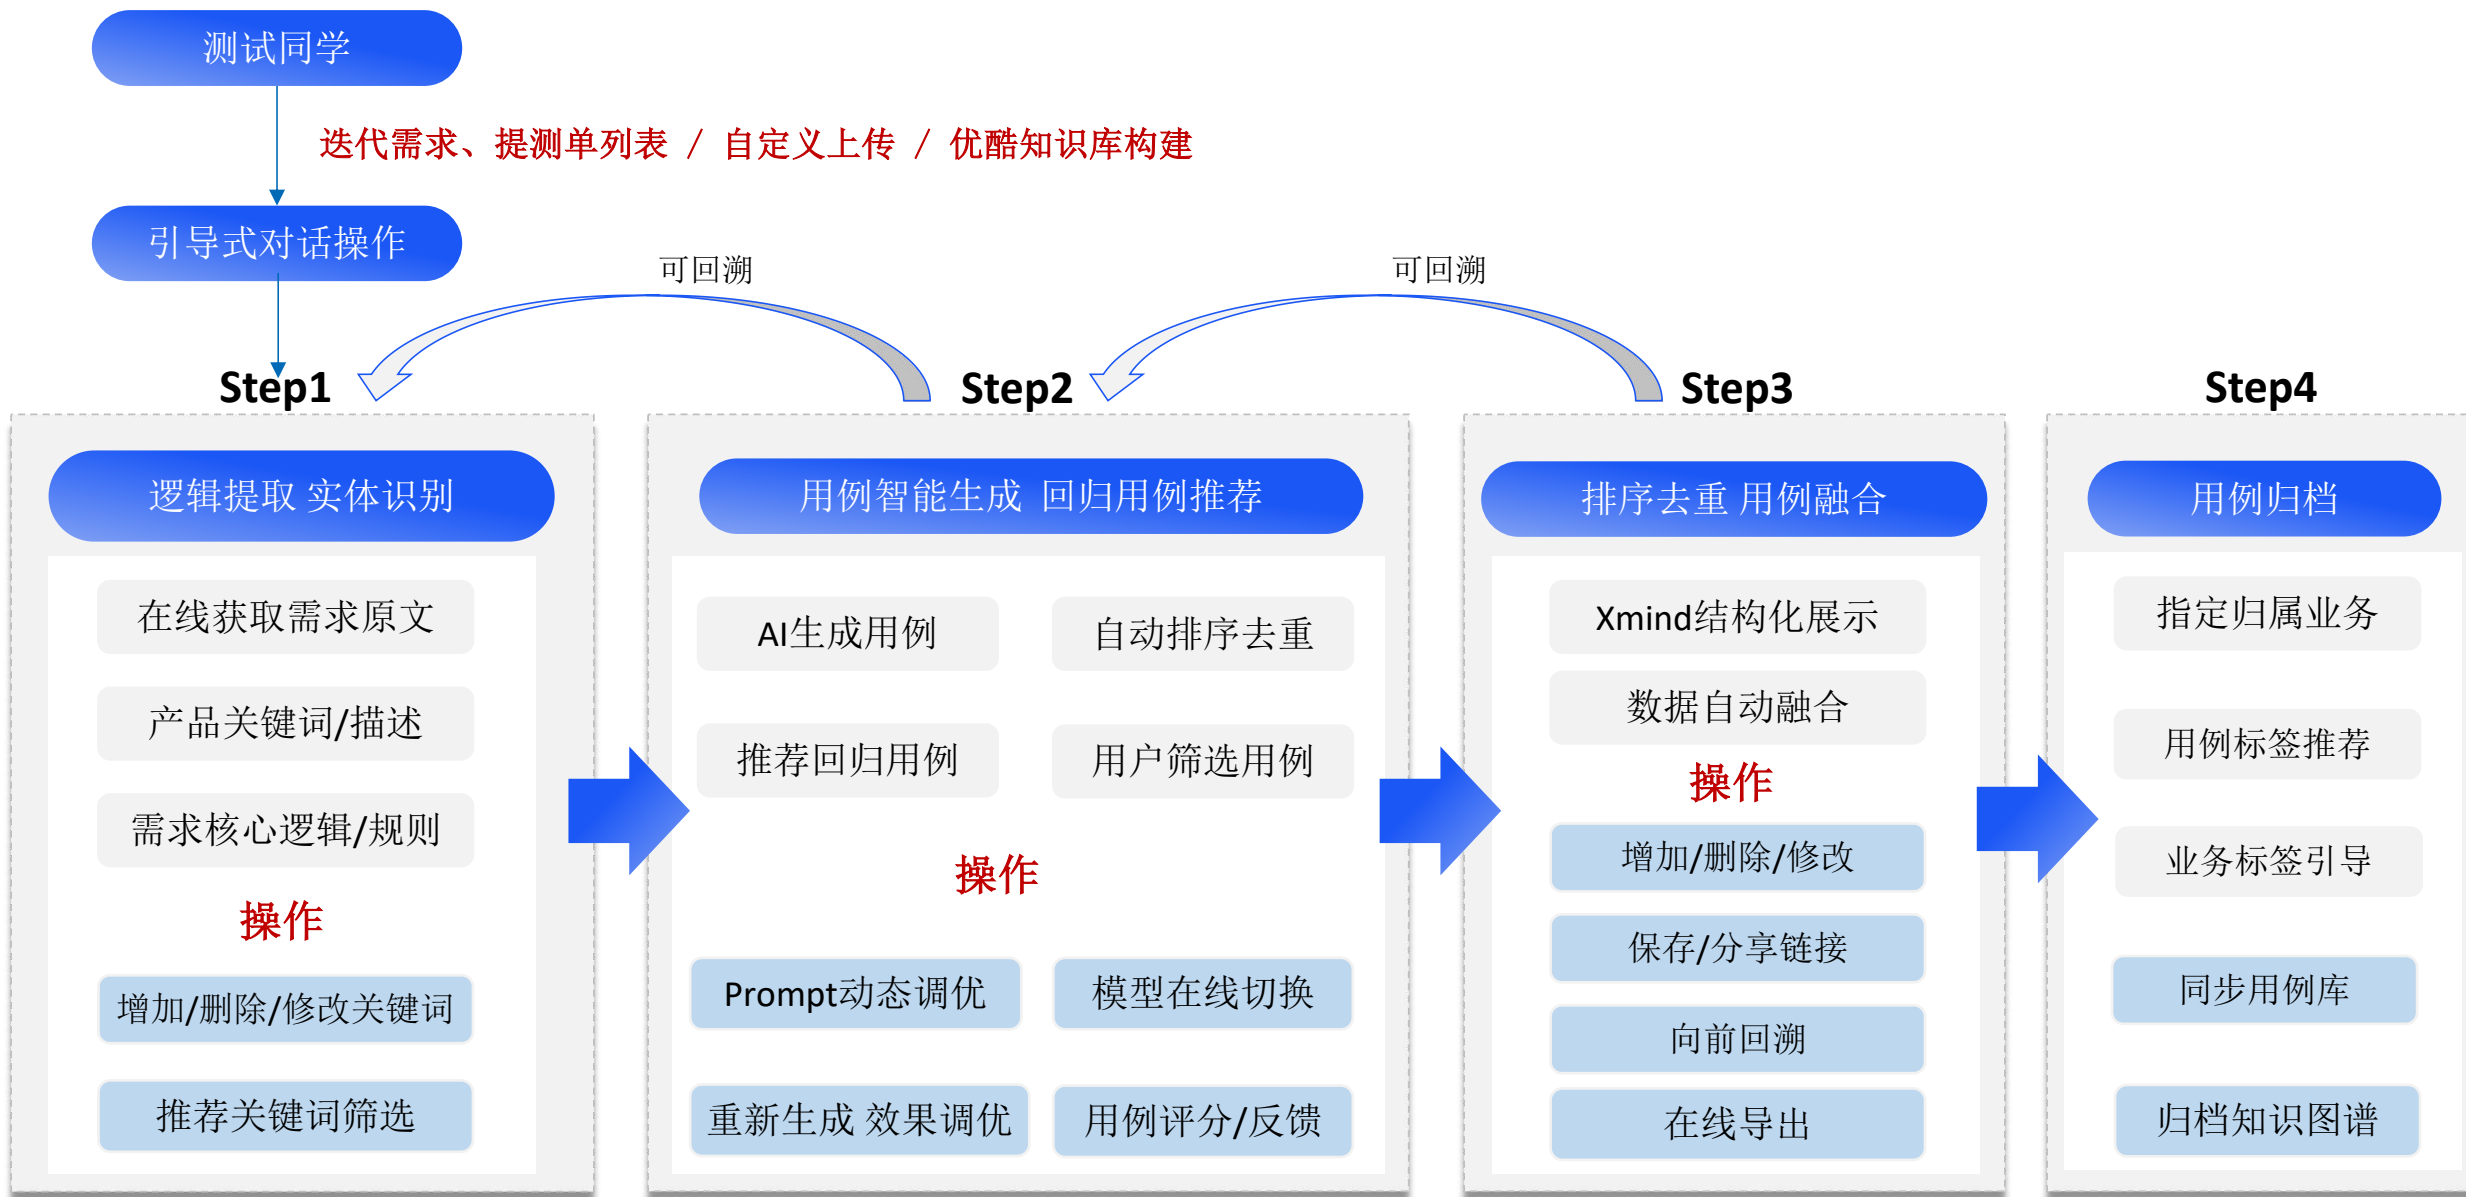 测试同学
迭代需求、提测单列表 / 自定义上传 / 优酷知识库构建
引导式对话操作
可回溯
可回溯
Step1
逻辑提取 实体识别
在线获取需求原文
产品关键词/描述
需求核心逻辑/规则
操作
增加/删除/修改关键词
推荐关键词筛选
Step2
用例智能生成 回归用例推荐
AI生成用例
自动排序去重
推荐回归用例
用户筛选用例
操作
Prompt动态调优
模型在线切换
重新生成 效果调优
用例评分/反馈
Step3
排序去重 用例融合
Xmind结构化展示
数据自动融合
操作
增加/删除/修改
保存/分享链接
向前回溯
在线导出
Step4
用例归档
指定归属业务
用例标签推荐
业务标签引导
同步用例库
归档知识图谱